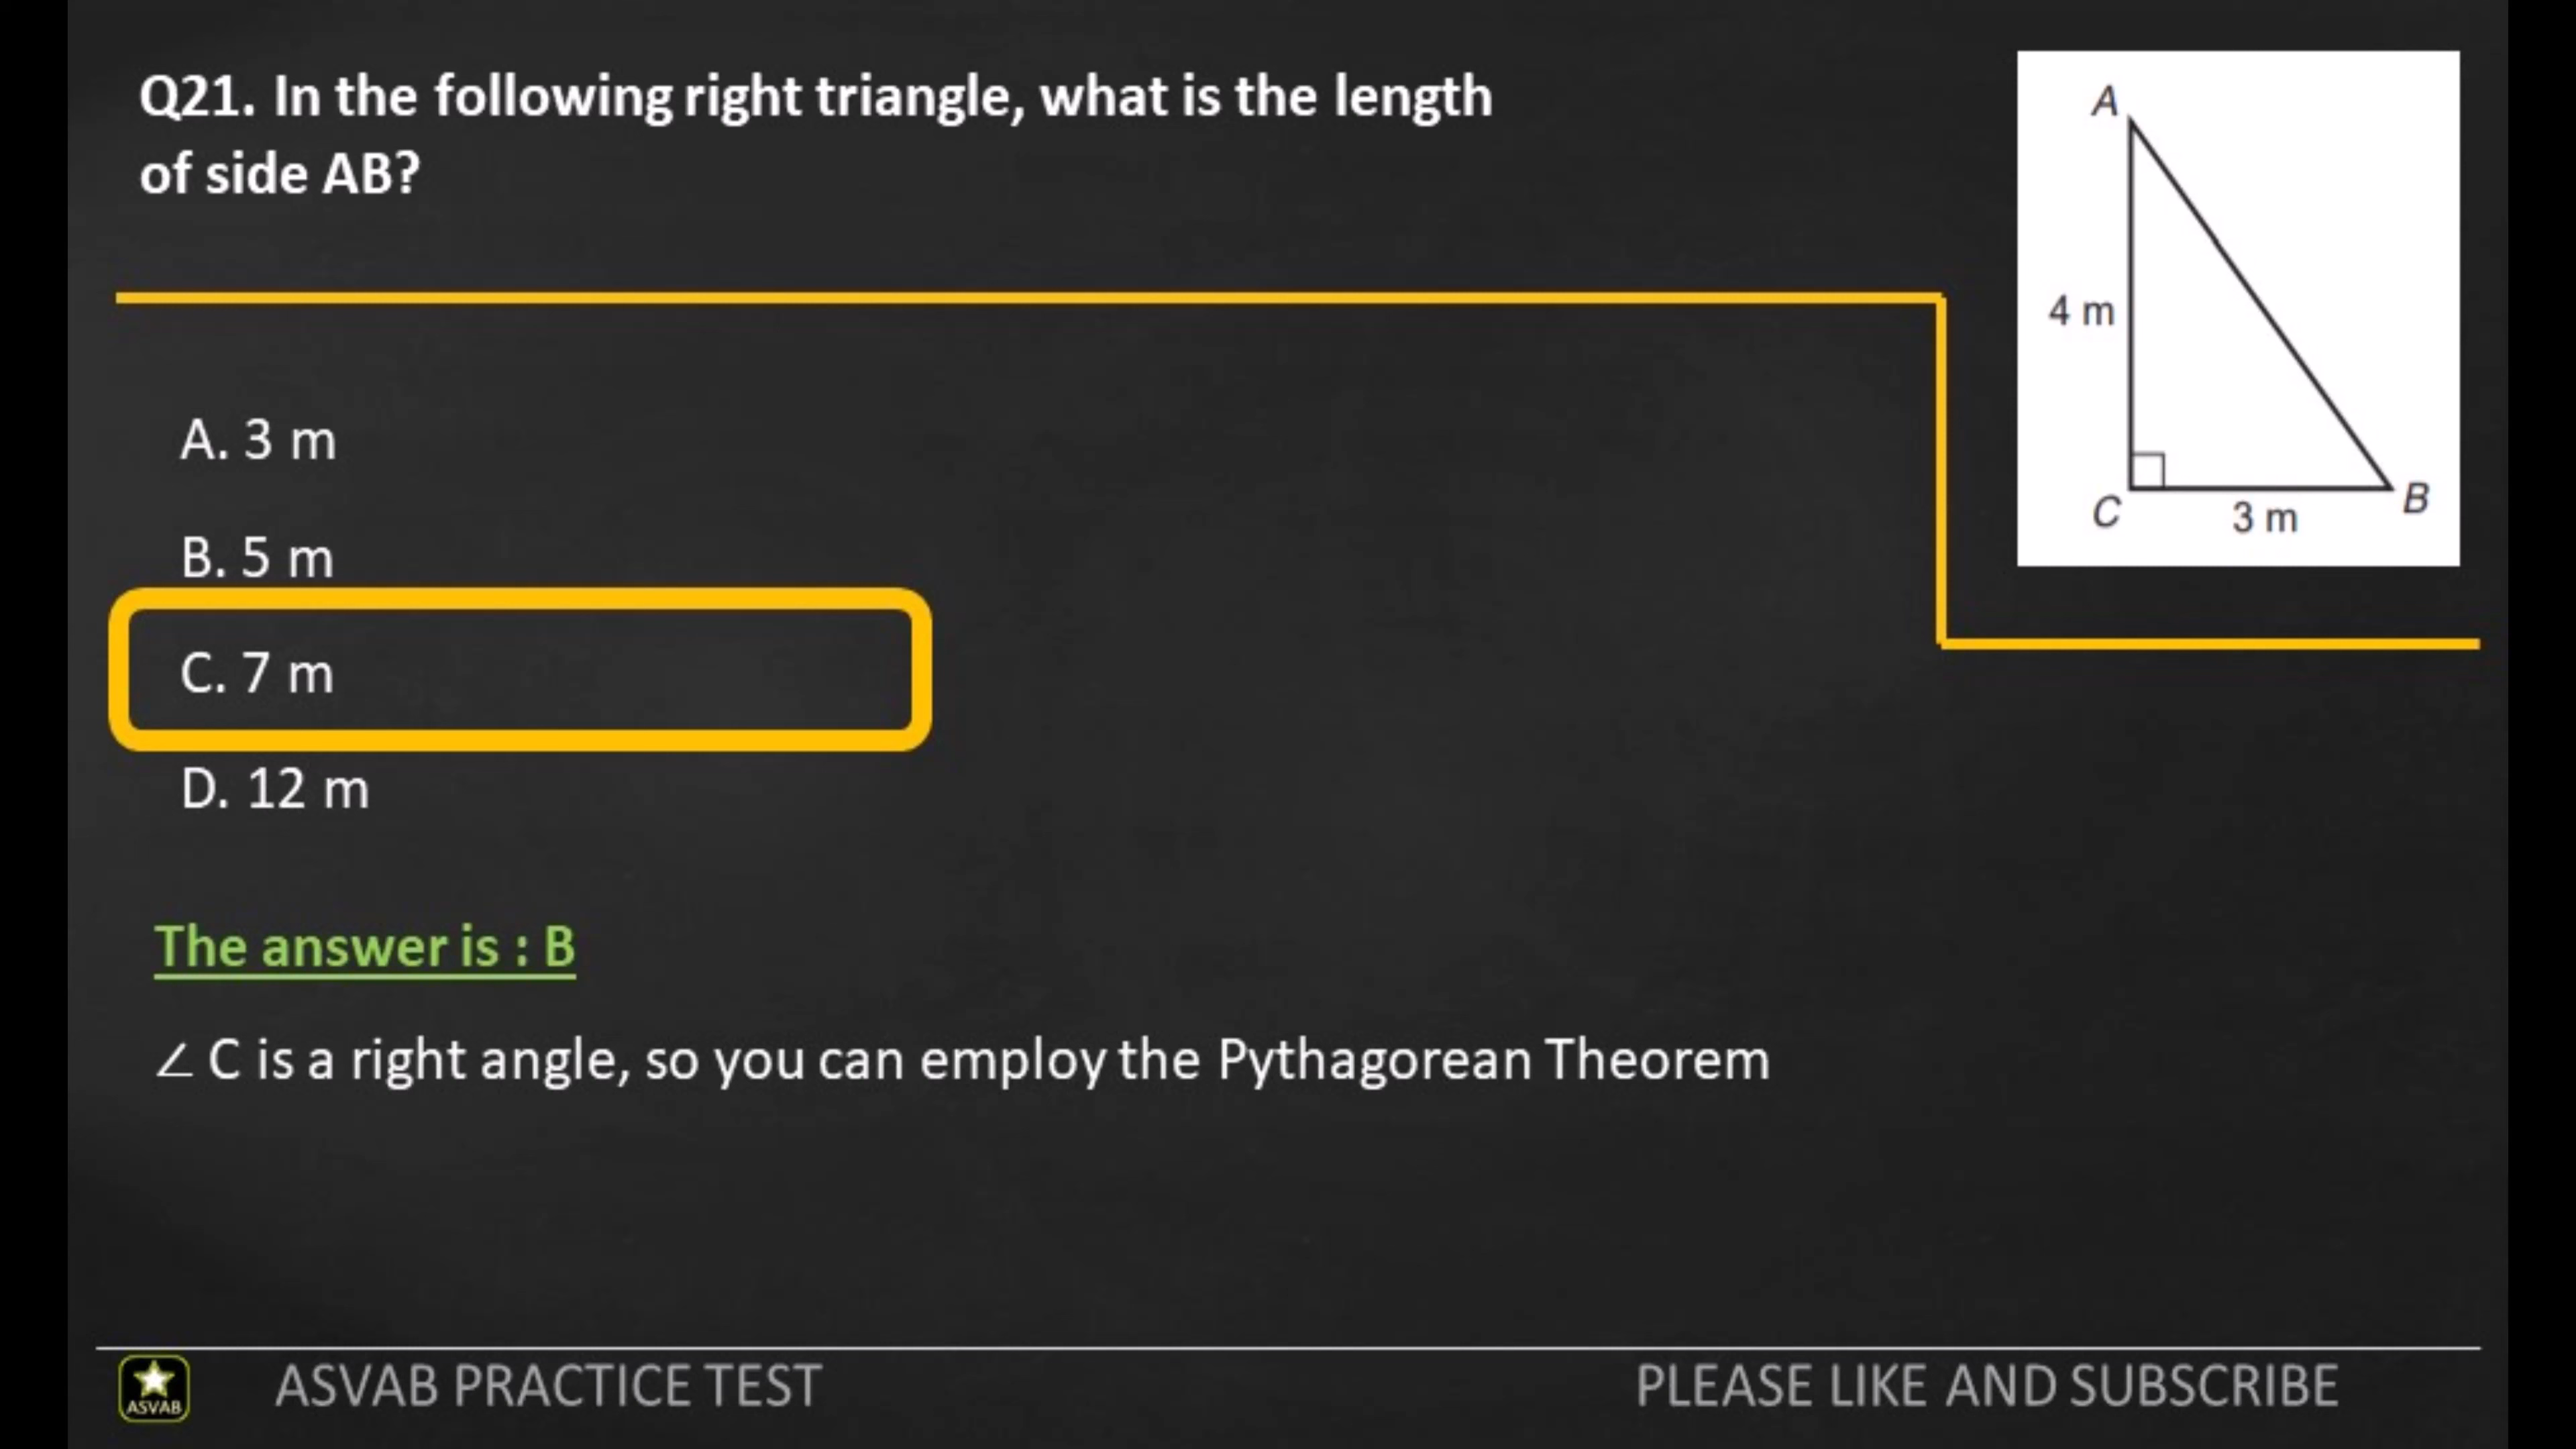 Q21. In the following right triangle, what is the length
of side AB?
A
4 m
C
3 m
B
A. 3 m
B. 5 m
C. 7 m
D. 12 m
The answer is : B
∠ C is a right angle, so you can employ the Pythagorean Theorem
ASVAB
ASVAB PRACTICE TEST
PLEASE LIKE AND SUBSCRIBE